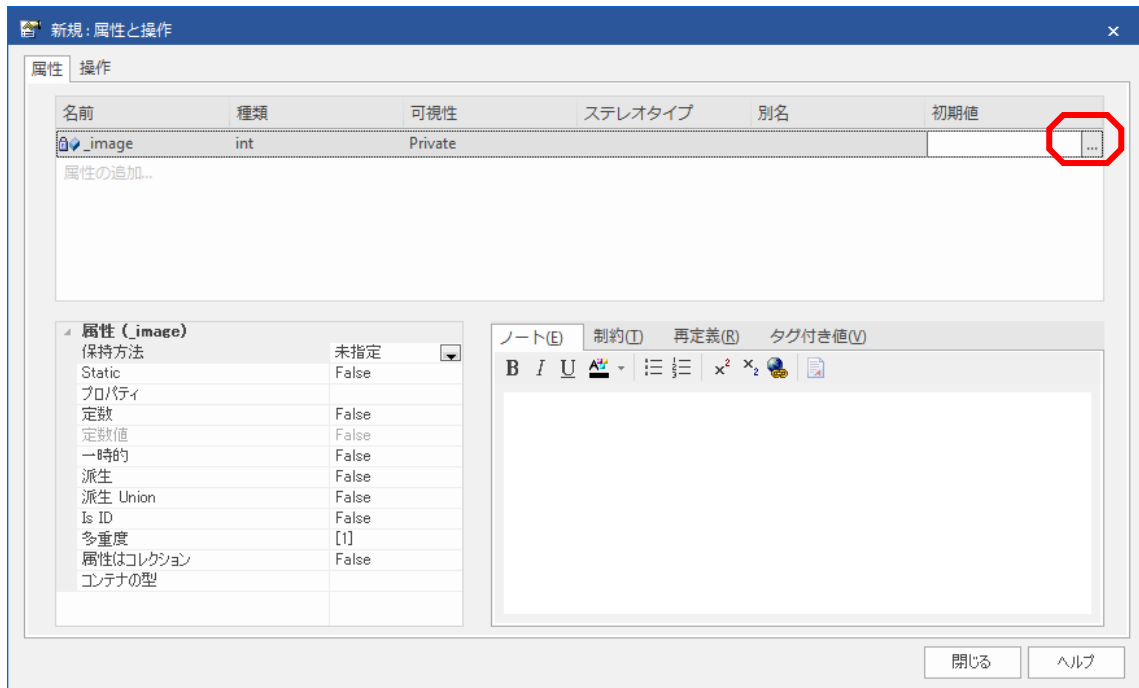 新規 : 属性と操作
属性 操作
名前 種類 可視性 ステレオタイプ 別名 初期値
_image int Private ...
属性の追加...
属性 (_image)
保持方法 未指定
Static False
プロパティ
定数 False
定数値 False
一時的 False
派生 False
派生 Union False
Is ID False
多重度 [1]
属性はコレクション False
コンテナの型
ノート(E) 制約(T) 再定義(R) タグ付き値(V)
B I U A x² x₂
閉じる ヘルプ